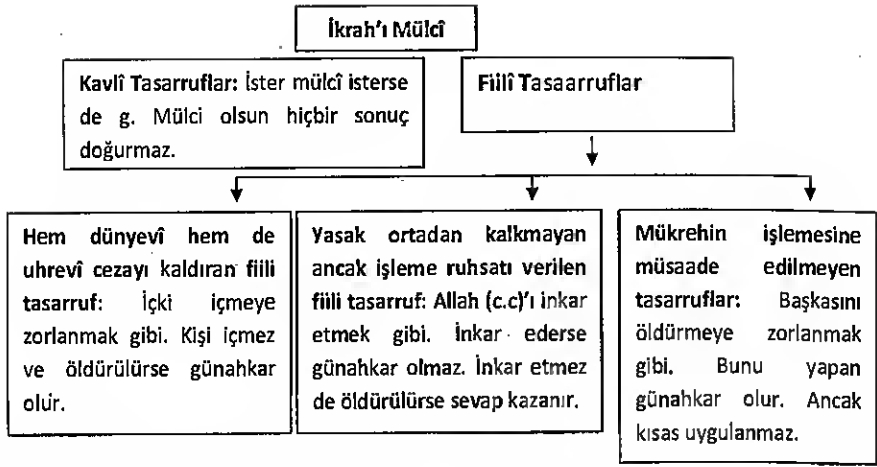 İkrah'ı Mülcî
Kavlî Tasarruflar: İster mülcî isterse
de g. Mülci olsun hiçbir sonuç
doğurmaz.
Fiilî Tasaarruflar
Hem dünyevî hem de
uhrevî cezayı kaldıran fiili
tasarruf: İçki içmeye
zorlanmak gibi. Kişi içmez
ve öldürülürse günahkar
olur.
Yasak ortadan kalkmayan
ancak işleme ruhsatı verilen
fiili tasarruf: Allah (c.c)'ı inkar
etmek gibi. İnkar ederse
günahkar olmaz. İnkar etmez
de öldürülürse sevap kazanır.
Mükrehin işlemesine
müsaade edilmeyen
tasarruflar: Başkasını
öldürmeye zorlanmak
gibi. Bunu yapan
günahkar olur. Ancak
kısas uygulanmaz.